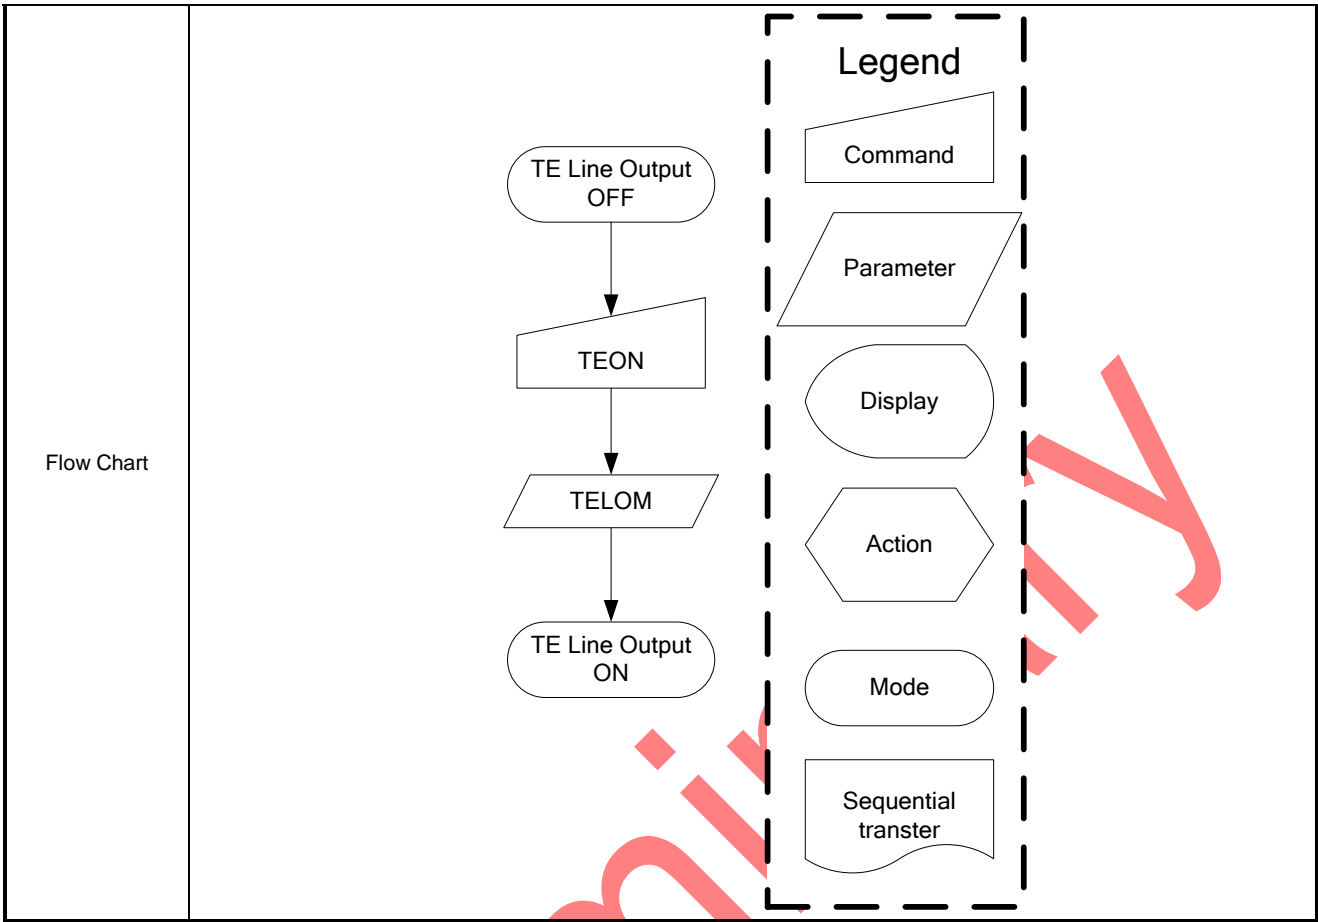 Flow Chart
TE Line Output
OFF
TEON
TELOM
TE Line Output
ON
Legend
Command
Parameter
Display
Action
Mode
Sequential
transter